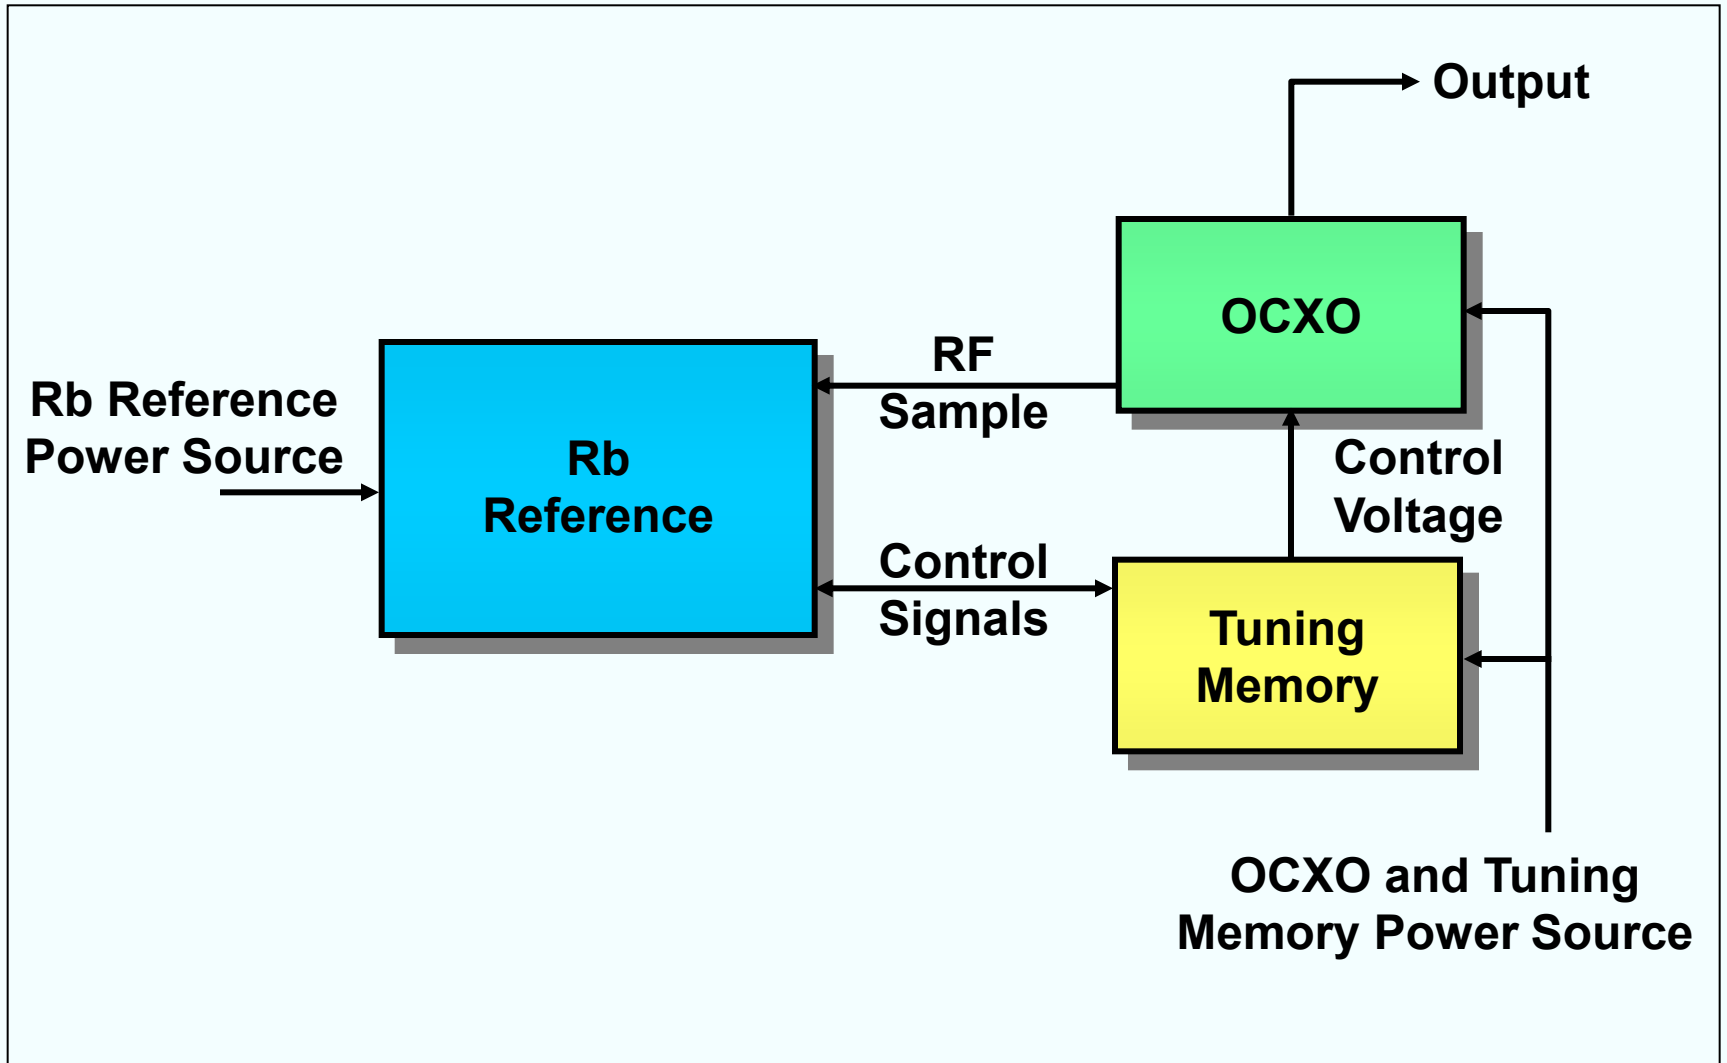 Output
OCXO
RF
Sample
Rb Reference
Power Source
Rb
Reference
Control
Voltage
Control
Signals
Tuning
Memory
OCXO and Tuning
Memory Power Source